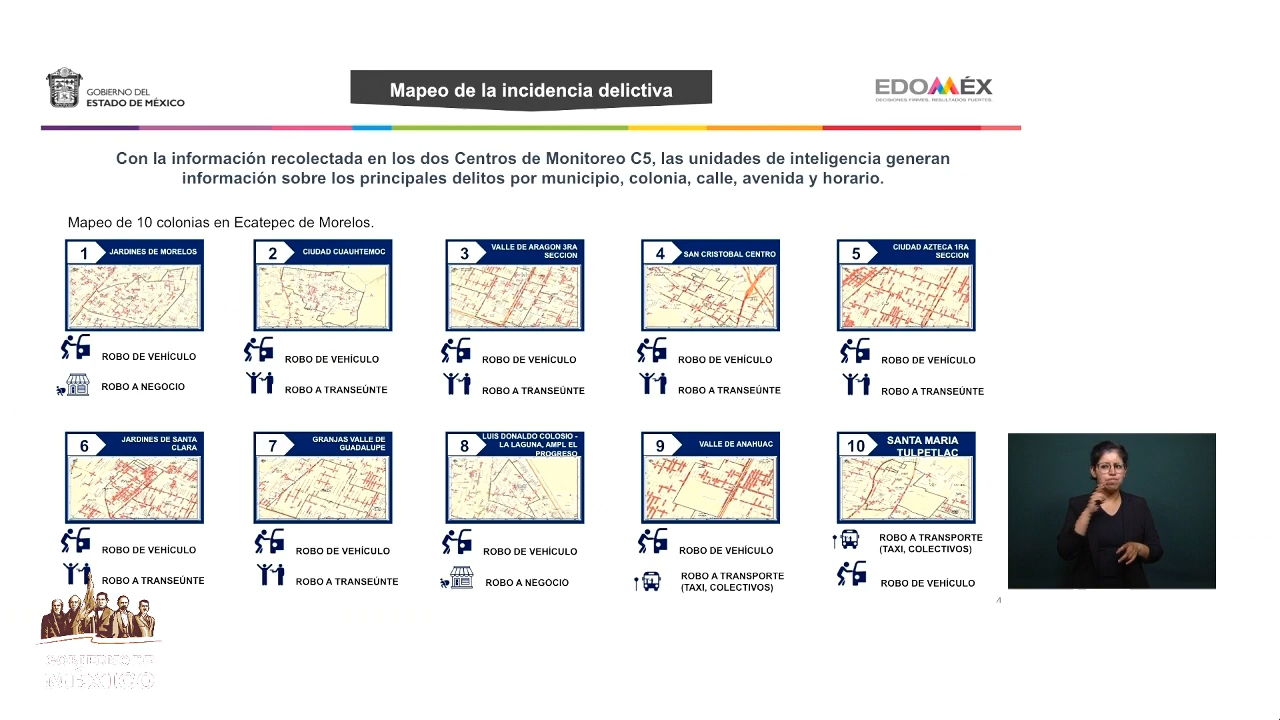 GOBIERNO DEL
ESTADO DE MÉXICO
Mapeo de la incidencia delictiva
EDOMÉX
DECISIONES FIRMES, RESULTADOS FUERTES.
Con la información recolectada en los dos Centros de Monitoreo C5, las unidades de inteligencia generan
información sobre los principales delitos por municipio, colonia, calle, avenida y horario.
Mapeo de 10 colonias en Ecatepec de Morelos.
1 JARDINES DE MORELOS
ROBO DE VEHÍCULO
ROBO A NEGOCIO
2 CIUDAD CUAUHTEMOC
ROBO DE VEHÍCULO
ROBO A TRANSEÚNTE
3 VALLE DE ARAGON 3RA
SECCION
ROBO DE VEHÍCULO
ROBO A TRANSEÚNTE
4 SAN CRISTOBAL CENTRO
ROBO DE VEHÍCULO
ROBO A TRANSEÚNTE
5 CIUDAD AZTECA 1RA
SECCION
ROBO DE VEHÍCULO
ROBO A TRANSEÚNTE
6 JARDINES DE SANTA
CLARA
ROBO DE VEHÍCULO
ROBO A TRANSEÚNTE
7 GRANJAS VALLE DE
GUADALUPE
ROBO DE VEHÍCULO
ROBO A TRANSEÚNTE
8 LUIS DONALDO COLOSIO -
LA LAGUNA, AMPL EL
PROGRESO
ROBO DE VEHÍCULO
ROBO A NEGOCIO
9 VALLE DE ANAHUAC
ROBO DE VEHÍCULO
ROBO A TRANSPORTE
(TAXI, COLECTIVOS)
10 SANTA MARIA
TULPETLAC
ROBO A TRANSPORTE
(TAXI, COLECTIVOS)
ROBO DE VEHÍCULO
4
GOBIERNO DE
MÉXICO